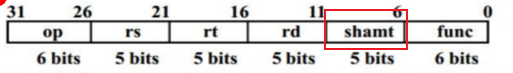 31 26 21 16 11 6 0
op rs rt rd shamt func
6 bits 5 bits 5 bits 5 bits 5 bits 6 bits